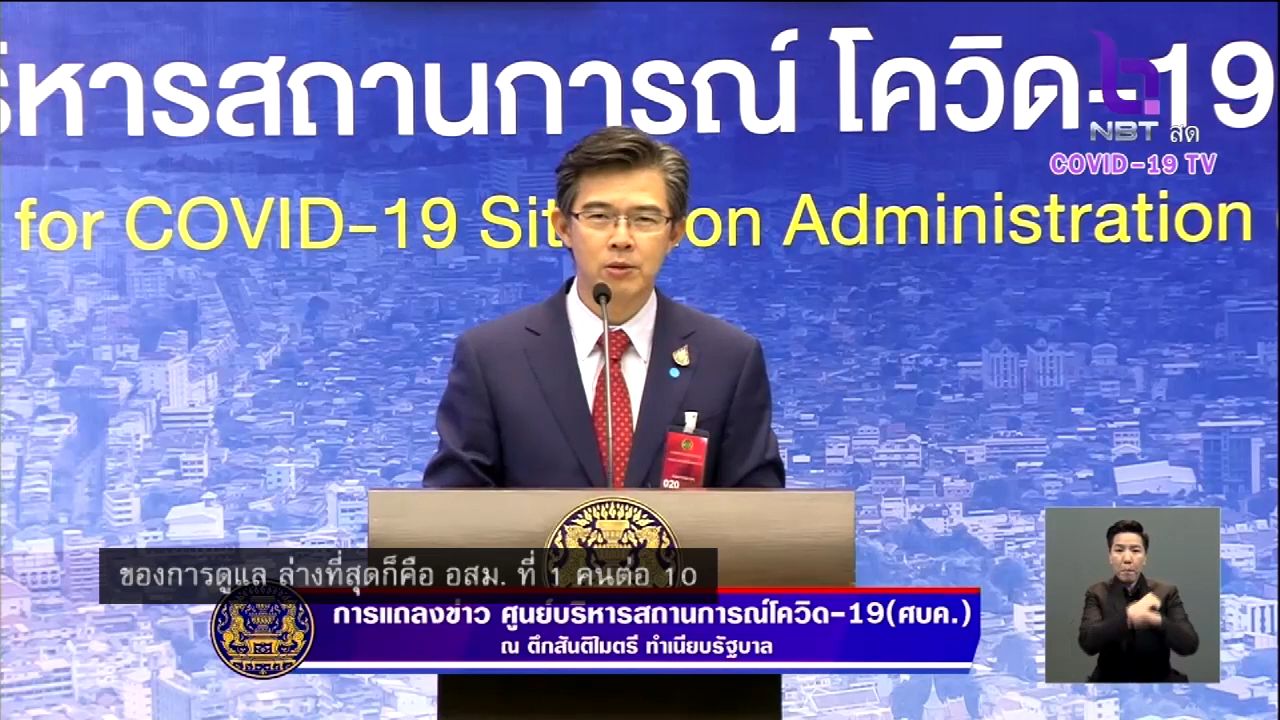 ริหารสถานการณ์ โควิด-19
NBT สด
COVID-19 TV
for COVID-19 Sit on Administration
020
ของการดูแล ล่างที่สุดก็คือ อสม. ที่ 1 คนต่อ 10
การแถลงข่าว ศูนย์บริหารสถานการณ์โควิด-19(ศบค.)
ณ ตึกสันติไมตรี ทำเนียบรัฐบาล